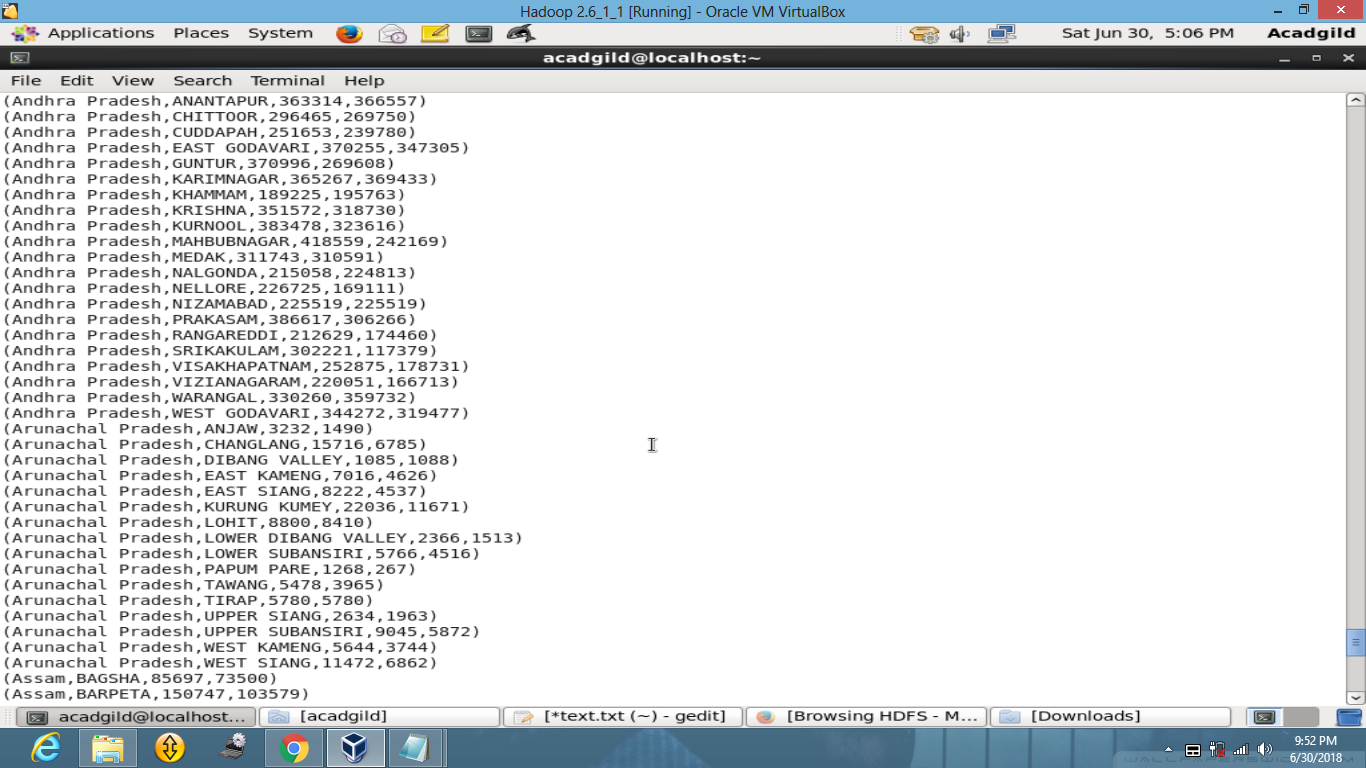 Hadoop 2.6_1_1 [Running] - Oracle VM VirtualBox
Applications Places System Sat Jun 30, 5:06 PM Acadgild
acadgild@localhost:~
File Edit View Search Terminal Help
(Andhra Pradesh,ANANTAPUR,363314,366557)
(Andhra Pradesh,CHITTOOR,296465,269750)
(Andhra Pradesh,CUDDAPAH,251653,239780)
(Andhra Pradesh,EAST GODAVARI,370255,347305)
(Andhra Pradesh,GUNTUR,370996,269608)
(Andhra Pradesh,KARIMNAGAR,365267,369433)
(Andhra Pradesh,KHAMMAM,189225,195763)
(Andhra Pradesh,KRISHNA,351572,318730)
(Andhra Pradesh,KURNOOL,383478,323616)
(Andhra Pradesh,MAHBUBNAGAR,418559,242169)
(Andhra Pradesh,MEDAK,311743,310591)
(Andhra Pradesh,NALGONDA,215058,224813)
(Andhra Pradesh,NELLORE,226725,169111)
(Andhra Pradesh,NIZAMABAD,225519,225519)
(Andhra Pradesh,PRAKASAM,386617,306266)
(Andhra Pradesh,RANGAREDDI,212629,174460)
(Andhra Pradesh,SRIKAKULAM,302221,117379)
(Andhra Pradesh,VISAKHAPATNAM,252875,178731)
(Andhra Pradesh,VIZIANAGARAM,220051,166713)
(Andhra Pradesh,WARANGAL,330260,359732)
(Andhra Pradesh,WEST GODAVARI,344272,319477)
(Arunachal Pradesh,ANJAW,3232,1490)
(Arunachal Pradesh,CHANGLANG,15716,6785)
(Arunachal Pradesh,DIBANG VALLEY,1085,1088)
(Arunachal Pradesh,EAST KAMENG,7016,4626)
(Arunachal Pradesh,EAST SIANG,8222,4537)
(Arunachal Pradesh,KURUNG KUMEY,22036,11671)
(Arunachal Pradesh,LOHIT,8800,8410)
(Arunachal Pradesh,LOWER DIBANG VALLEY,2366,1513)
(Arunachal Pradesh,LOWER SUBANSIRI,5766,4516)
(Arunachal Pradesh,PAPUM PARE,1268,267)
(Arunachal Pradesh,TAWANG,5478,3965)
(Arunachal Pradesh,TIRAP,5780,5780)
(Arunachal Pradesh,UPPER SIANG,2634,1963)
(Arunachal Pradesh,UPPER SUBANSIRI,9045,5872)
(Arunachal Pradesh,WEST KAMENG,5644,3744)
(Arunachal Pradesh,WEST SIANG,11472,6862)
(Assam,BAGSHA,85697,73500)
(Assam,BARPETA,150747,103579)
acadgild@localhost... [acadgild] [*text.txt (~) - gedit] [Browsing HDFS - M... [Downloads]
9:52 PM
6/30/2018